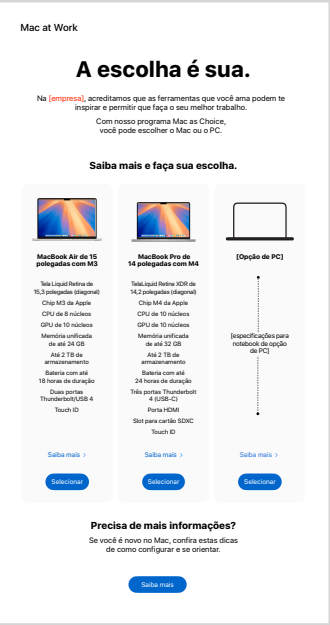 Mac at Work
A escolha é sua.
Na [empresa], acreditamos que as ferramentas que você ama podem te
inspirar e permitir que faça o seu melhor trabalho.
Com nosso programa Mac as Choice,
você pode escolher o Mac ou o PC.
Saiba mais e faça sua escolha.
MacBook Air de 15
polegadas com M3
Tela Liquid Retina de
15,3 polegadas (diagonal)
Chip M3 da Apple
CPU de 8 núcleos
GPU de 10 núcleos
Memória unificada
de até 24 GB
Até 2 TB de
armazenamento
Bateria com até
18 horas de duração
Duas portas
Thunderbolt/USB 4
Touch ID
Saiba mais >
Selecionar
MacBook Pro de
14 polegadas com M4
Tela Liquid Retina XDR de
14,2 polegadas (diagonal)
Chip M4 da Apple
CPU de 10 núcleos
GPU de 10 núcleos
Memória unificada
de até 32 GB
Até 2 TB de
armazenamento
Bateria com até
24 horas de duração
Três portas Thunderbolt
4 (USB-C)
Porta HDMI
Slot para cartão SDXC
Touch ID
Saiba mais >
Selecionar
[Opção de PC]
[especificações para
notebook de opção
de PC]
Saiba mais >
Selecionar
Precisa de mais informações?
Se você é novo no Mac, confira estas dicas
de como configurar e se orientar.
Saiba mais